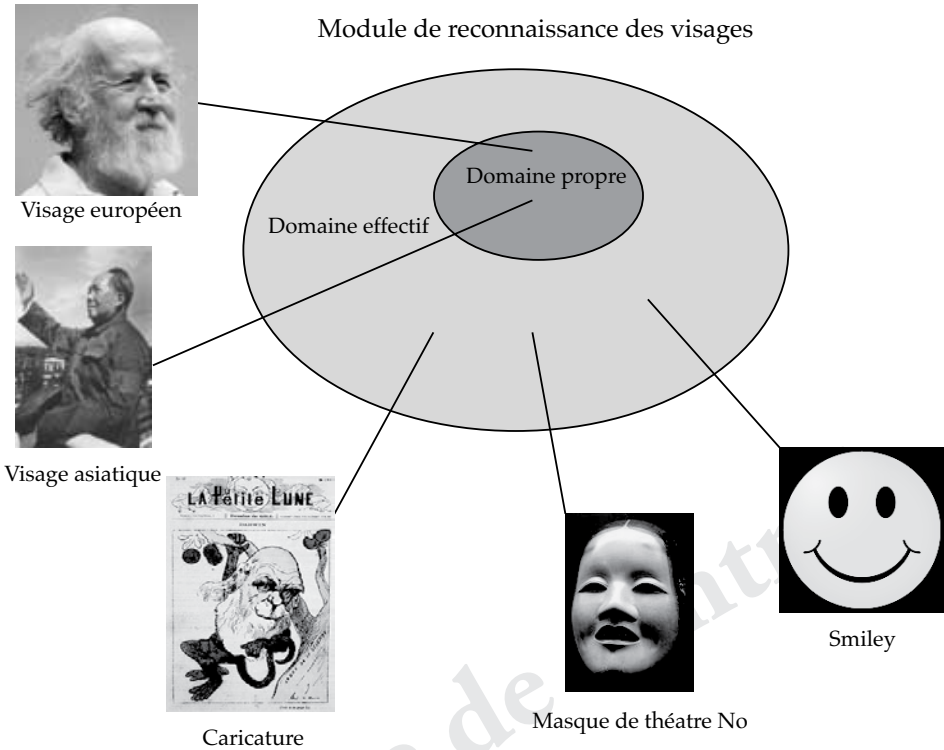 Module de reconnaissance des visages
Domaine propre
Visage européen
Domaine effectif
Visage asiatique
LA PETITE LUNE
Smiley
Masque de théatre No
Caricature
de